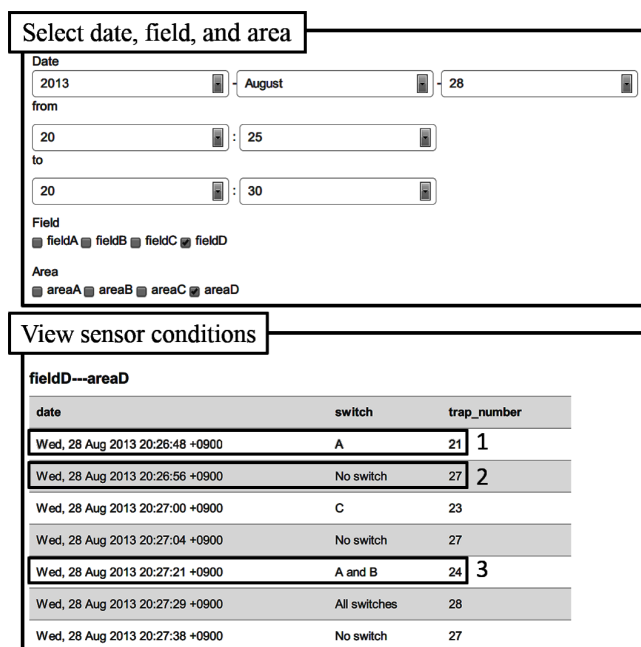 Select date, field, and area
Date
2013 - August - 28
from
20 : 25
to
20 : 30
Field
fieldA fieldB fieldC fieldD
Area
areaA areaB areaC areaD
View sensor conditions
fieldD---areaD
date switch trap_number
Wed, 28 Aug 2013 20:26:48 +0900 A 21 1
Wed, 28 Aug 2013 20:26:56 +0900 No switch 27 2
Wed, 28 Aug 2013 20:27:00 +0900 C 23
Wed, 28 Aug 2013 20:27:04 +0900 No switch 27
Wed, 28 Aug 2013 20:27:21 +0900 A and B 24 3
Wed, 28 Aug 2013 20:27:29 +0900 All switches 28
Wed, 28 Aug 2013 20:27:38 +0900 No switch 27